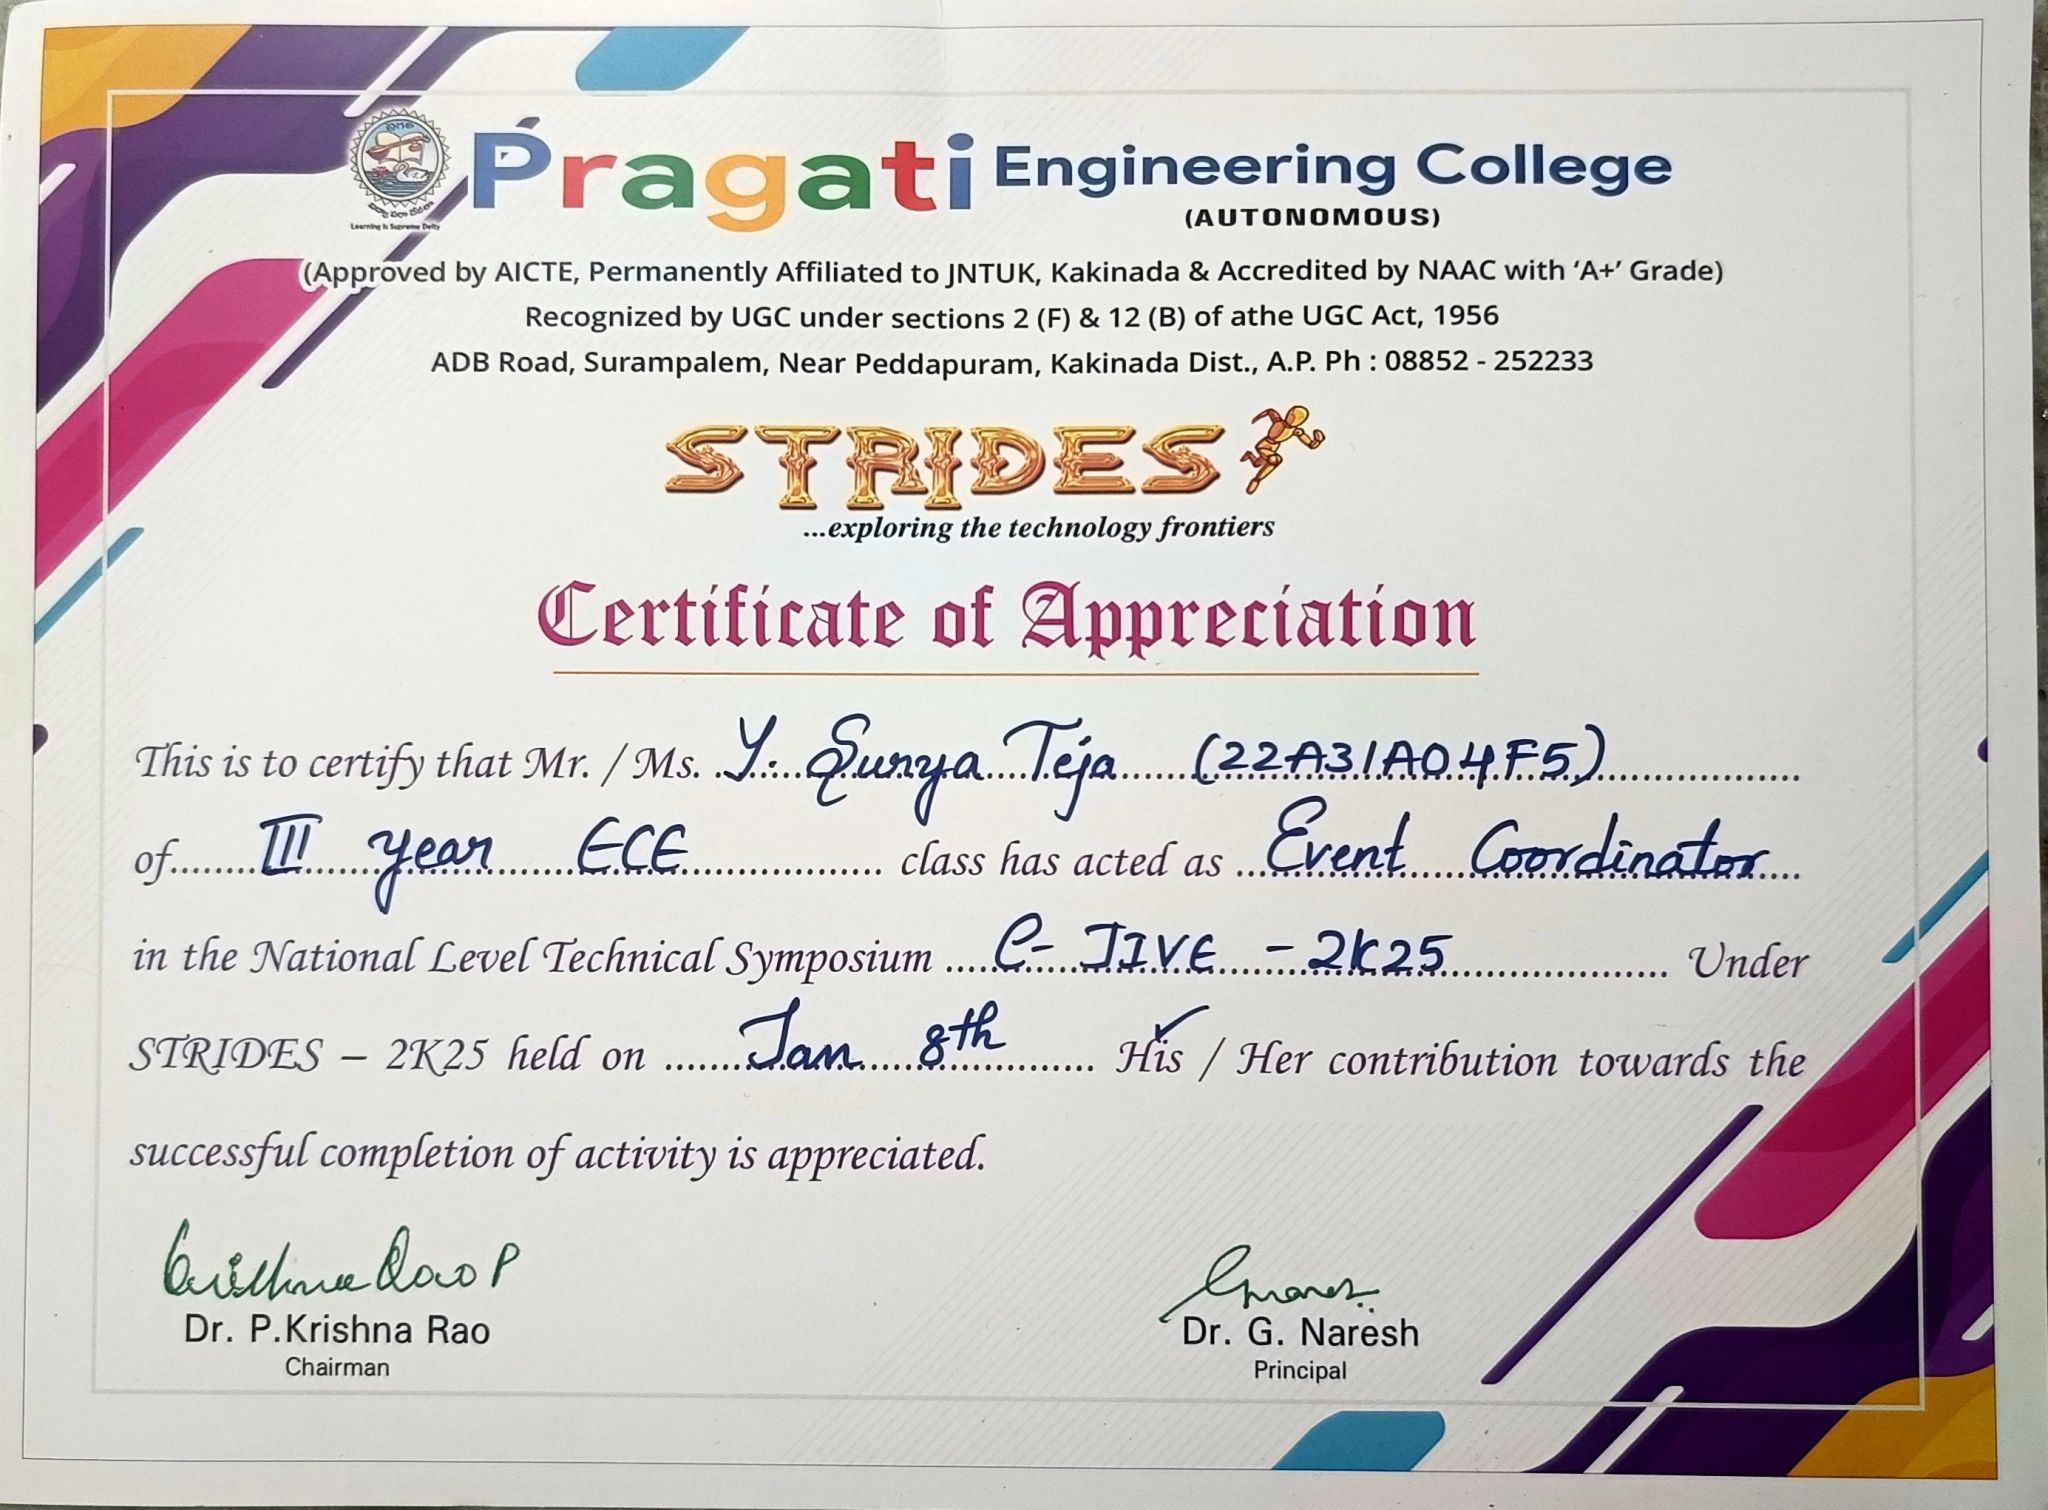 Pragati Engineering College
(AUTONOMOUS)
Learning is Supreme Deity
(Approved by AICTE, Permanently Affiliated to JNTUK, Kakinada & Accredited by NAAC with ‘A+’ Grade)
Recognized by UGC under sections 2 (F) & 12 (B) of athe UGC Act, 1956
ADB Road, Surampalem, Near Peddapuram, Kakinada Dist., A.P. Ph : 08852 - 252233
STRIDES
...exploring the technology frontiers
Certificate of Appreciation
This is to certify that Mr. / Ms. Y. Surya Teja (22A31A04F5)
of III year ECE class has acted as Event Coordinator
in the National Level Technical Symposium C-JIVE - 2K25 Under
STRIDES – 2K25 held on Jan 8th His / Her contribution towards the
successful completion of activity is appreciated.
Krishna Rao P
Dr. P.Krishna Rao
Chairman
Dr. G. Naresh
Principal